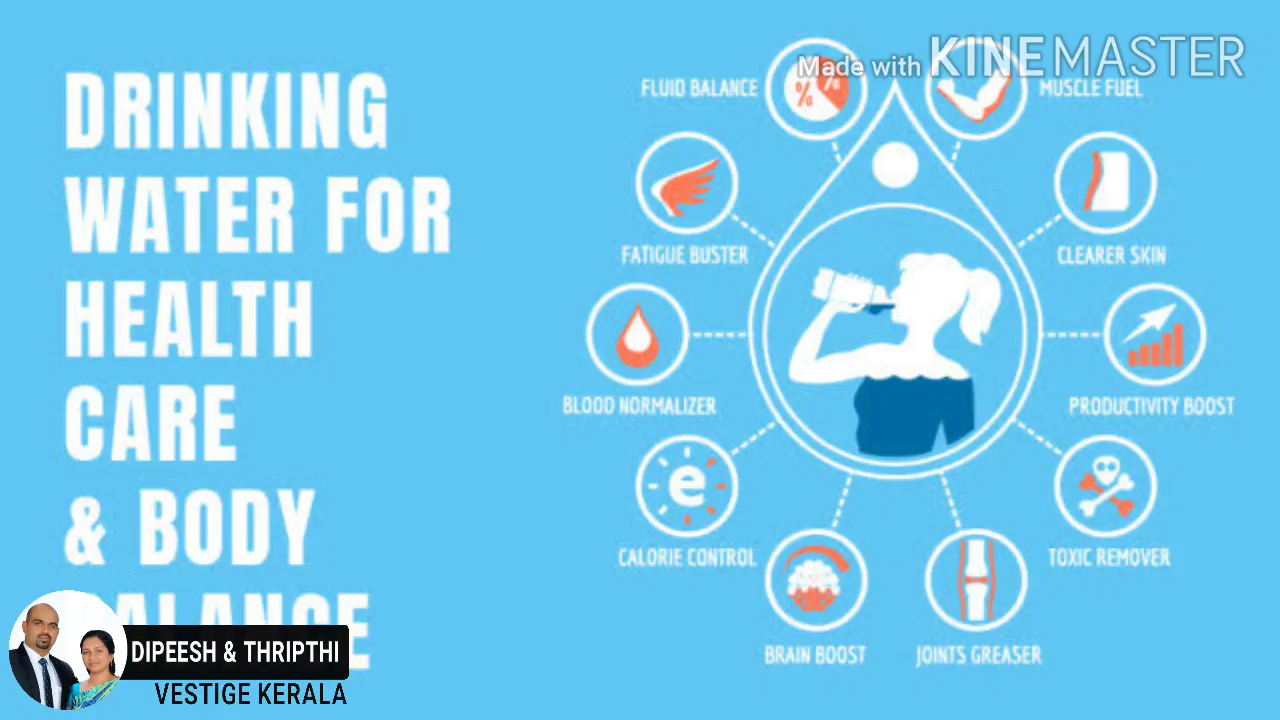 DRINKING
WATER FOR
HEALTH
CARE
& BODY
BALANCE
Made with KINEMASTER
FLUID BALANCE
MUSCLE FUEL
FATIGUE BUSTER
CLEARER SKIN
BLOOD NORMALIZER
PRODUCTIVITY BOOST
e
CALORIE CONTROL
TOXIC REMOVER
BRAIN BOOST
JOINTS GREASER
DIPEESH & THRIPTHI
VESTIGE KERALA